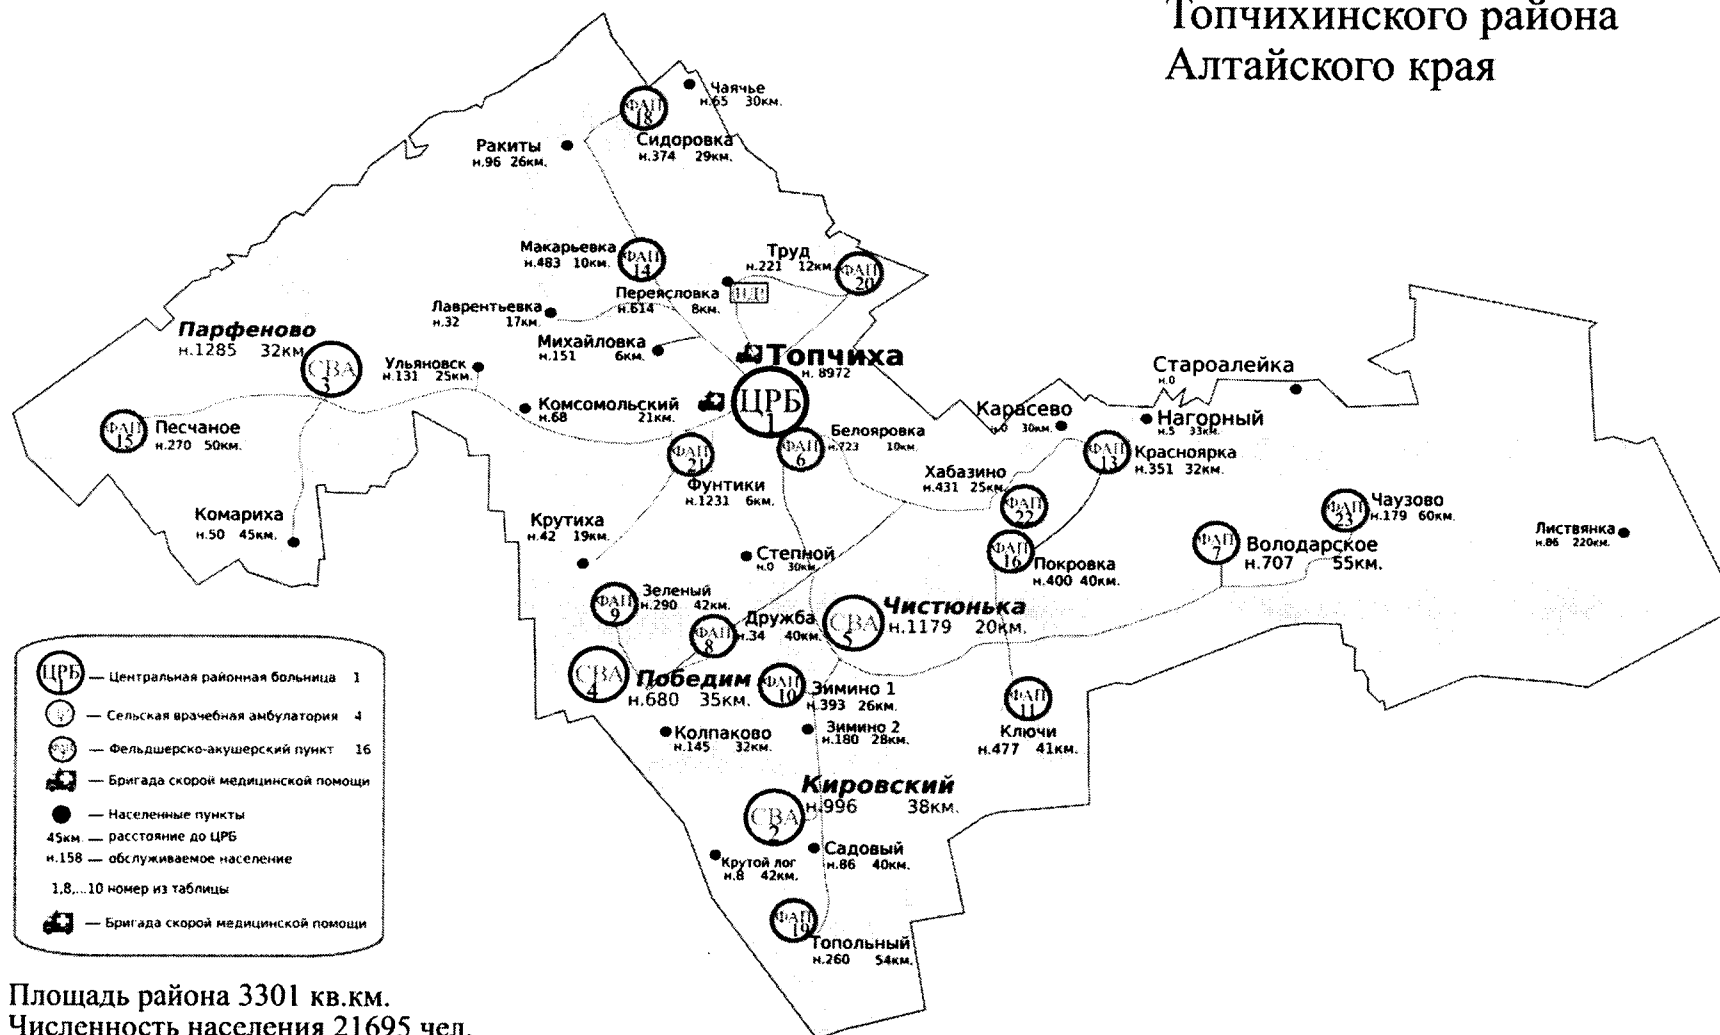 Топчихинского района
Алтайского края
Чаячье
н.65 30км.
ФАП
18
Сидоровка
н.374 29км.
Ракиты
н.96 26км.
Макарьевка
н.483 10км.
ФАП
14
Труд
н.221 12км.
ФАП
20
Переясловка
н.614 8км.
Лаврентьевка
н.32 17км.
Парфеново
н.1285 32км
СВА
3
Михайловка
н.151 6км.
Топчиха
н. 8972
ЦРБ
1
Ульяновск
н.131 25км.
Комсомольский
н.68 21км.
Староалейка
н.0
Карасево
н.0 30км.
Нагорный
н.5 33км.
ФАП
15
Песчаное
н.270 50км.
Белояровка
н.723 10км
ФАП
6
ФАП
21
Фунтики
н.1231 6км.
ФАП
13
Красноярка
н.351 32км.
Хабазино
н.431 25км.
ФАП
22
Комариха
н.50 45км.
Крутиха
н.42 19км.
ФАП
23
Чаузово
н.179 60км.
Листвянка
н.86 220км.
Степной
н.0 30км
ФАП
16
Покровка
н.400 40км.
ФАП
7
Володарское
н.707 55км.
ФАП
9
Зеленый
н.290 42км.
ФАП
8
Дружба
н.34 40км.
СВА
5
Чистюнька
н.1179 20км.
СВА
4
Победим
н.680 35км.
ФАП
10
Зимино 1
н.393 26км.
ФАП
11
Ключи
н.477 41км.
Колпаково
н.145 32км.
Зимино 2
н.180 28км.
Кировский
н.996 38км.
СВА
2
Крутой лог
н.8 42км.
Садовый
н.86 40км.
ФАП
19
Топольный
н.260 54км.
ЦРБ
1
— Центральная районная больница 1
— Сельская врачебная амбулатория 4
ФАП — Фельдшерско-акушерский пункт 16
— Бригада скорой медицинской помощи
— Населенные пункты
45км. — расстояние до ЦРБ
н.158 — обслуживаемое население
1,8,...10 номер из таблицы
— Бригада скорой медицинской помощи
Площадь района 3301 кв.км.
Численность населения 21695 чел.